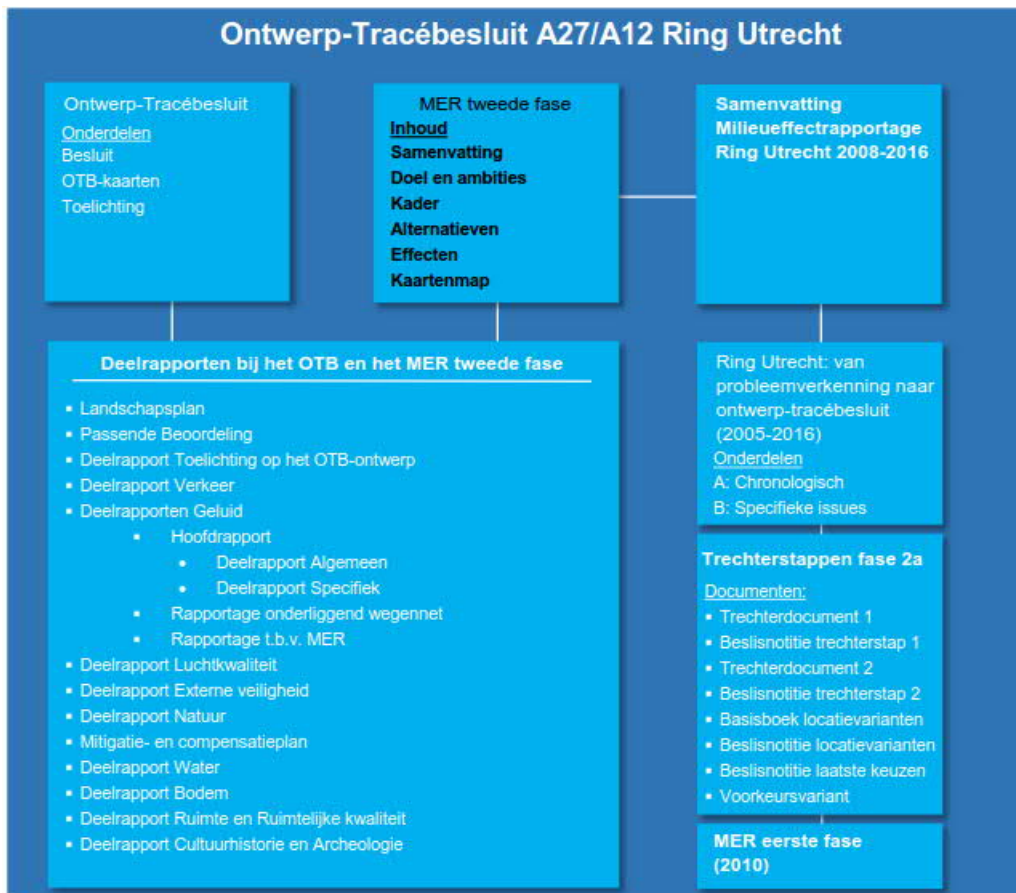 Ontwerp-Tracébesluit A27/A12 Ring Utrecht
Ontwerp-Tracébesluit
Onderdelen
Besluit
OTB-kaarten
Toelichting
MER tweede fase
Inhoud
Samenvatting
Doel en ambities
Kader
Alternatieven
Effecten
Kaartenmap
Samenvatting
Milieueffectrapportage
Ring Utrecht 2008-2016
Deelrapporten bij het OTB en het MER tweede fase
▪ Landschapsplan
▪ Passende Beoordeling
▪ Deelrapport Toelichting op het OTB-ontwerp
▪ Deelrapport Verkeer
▪ Deelrapporten Geluid
▪ Hoofdrapport
• Deelrapport Algemeen
• Deelrapport Specifiek
▪ Rapportage onderliggend wegennet
▪ Rapportage t.b.v. MER
▪ Deelrapport Luchtkwaliteit
▪ Deelrapport Externe veiligheid
▪ Deelrapport Natuur
▪ Mitigatie- en compensatieplan
▪ Deelrapport Water
▪ Deelrapport Bodem
▪ Deelrapport Ruimte en Ruimtelijke kwaliteit
▪ Deelrapport Cultuurhistorie en Archeologie
Ring Utrecht: van
probleemverkenning naar
ontwerp-tracébesluit
(2005-2016)
Onderdelen
A: Chronologisch
B: Specifieke issues
Trechterstappen fase 2a
Documenten:
▪ Trechterdocument 1
▪ Beslisnotitie trechterstap 1
▪ Trechterdocument 2
▪ Beslisnotitie trechterstap 2
▪ Basisboek locatievarianten
▪ Beslisnotitie locatievarianten
▪ Beslisnotitie laatste keuzen
▪ Voorkeursvariant
MER eerste fase
(2010)